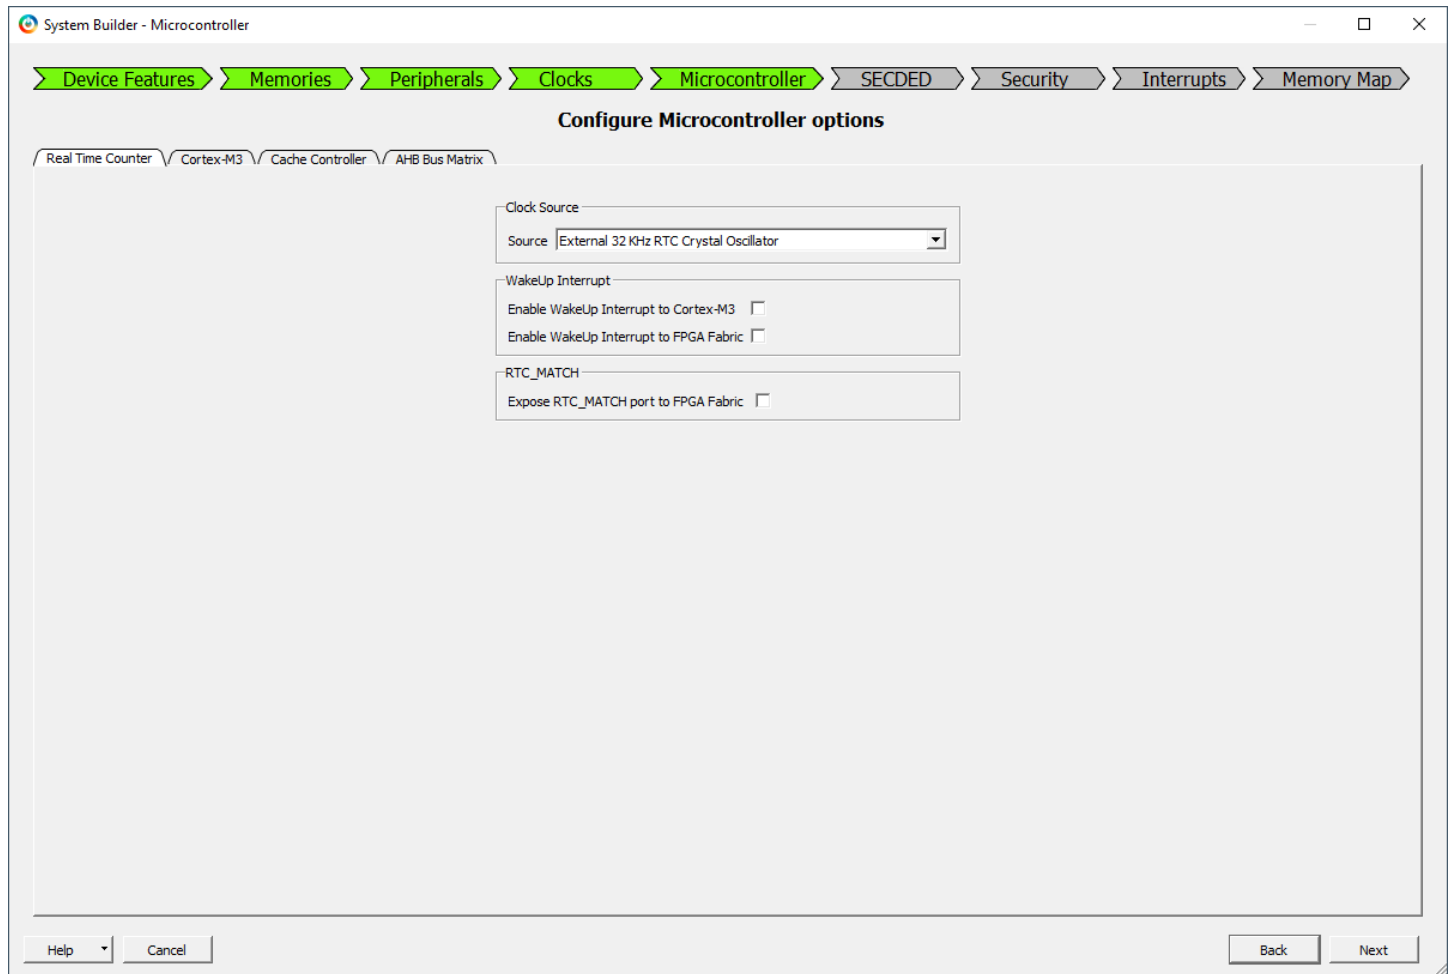 System Builder - Microcontroller
Device Features Memories Peripherals Clocks Microcontroller SECDED Security Interrupts Memory Map
Configure Microcontroller options
Real Time Counter Cortex-M3 Cache Controller AHB Bus Matrix
Clock Source
Source External 32 KHz RTC Crystal Oscillator
WakeUp Interrupt
Enable WakeUp Interrupt to Cortex-M3
Enable WakeUp Interrupt to FPGA Fabric
RTC_MATCH
Expose RTC_MATCH port to FPGA Fabric
Help Cancel Back Next